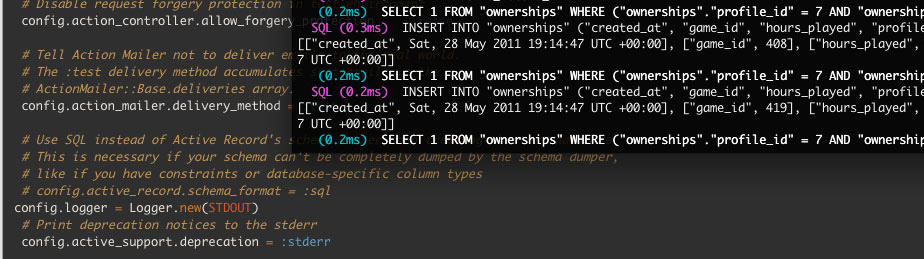 # Disable request forgery protection in
config.action_controller.allow_forgery
# Tell Action Mailer not to deliver em
# The :test delivery method accumulates
# ActionMailer::Base.deliveries array.
config.action_mailer.delivery_method =
# Use SQL instead of Active Record's s
# This is necessary if your schema can't be completely dumped by the schema dumper,
# like if you have constraints or database-specific column types
# config.active_record.schema_format = :sql
config.logger = Logger.new(STDOUT)
# Print deprecation notices to the stderr
config.active_support.deprecation = :stderr
(0.2ms) SELECT 1 FROM "ownerships" WHERE ("ownerships"."profile_id" = 7 AND "ownership
SQL (0.3ms) INSERT INTO "ownerships" ("created_at", "game_id", "hours_played", "profile
[["created_at", Sat, 28 May 2011 19:14:47 UTC +00:00], ["game_id", 408], ["hours_played",
7 UTC +00:00]]
(0.2ms) SELECT 1 FROM "ownerships" WHERE ("ownerships"."profile_id" = 7 AND "ownership
SQL (0.2ms) INSERT INTO "ownerships" ("created_at", "game_id", "hours_played", "profile
[["created_at", Sat, 28 May 2011 19:14:47 UTC +00:00], ["game_id", 419], ["hours_played",
7 UTC +00:00]]
(0.2ms) SELECT 1 FROM "ownerships" WHERE ("ownerships"."profile_id" = 7 AND "ownership